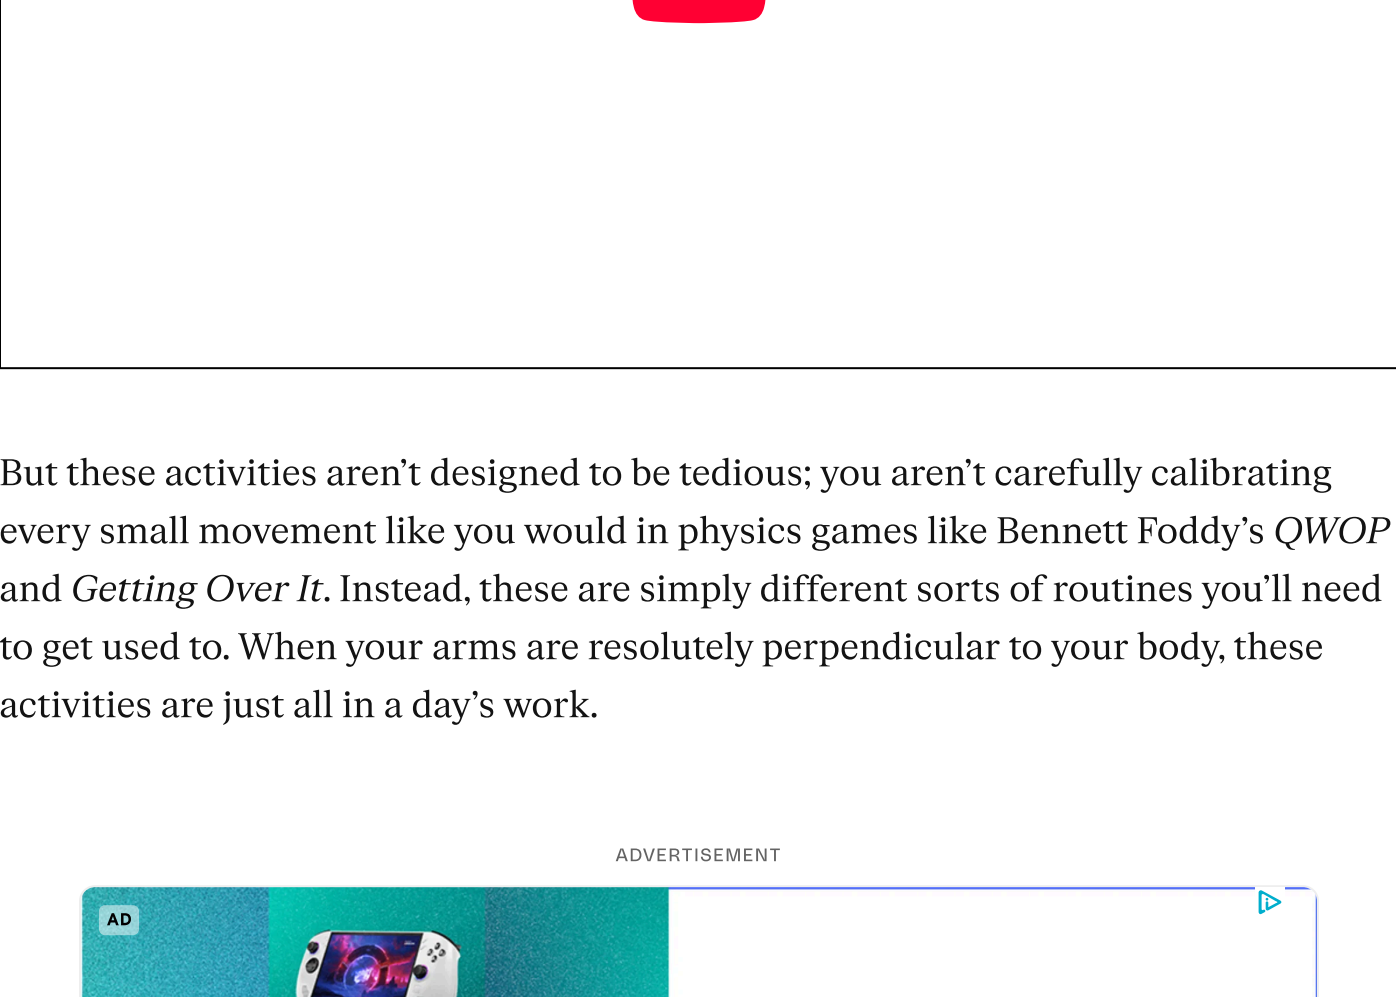 But these activities aren’t designed to be tedious; you aren’t carefully calibrating
every small movement like you would in physics games like Bennett Foddy’s QWOP
and Getting Over It. Instead, these are simply different sorts of routines you’ll need
to get used to. When your arms are resolutely perpendicular to your body, these
activities are just all in a day’s work.
ADVERTISEMENT
AD